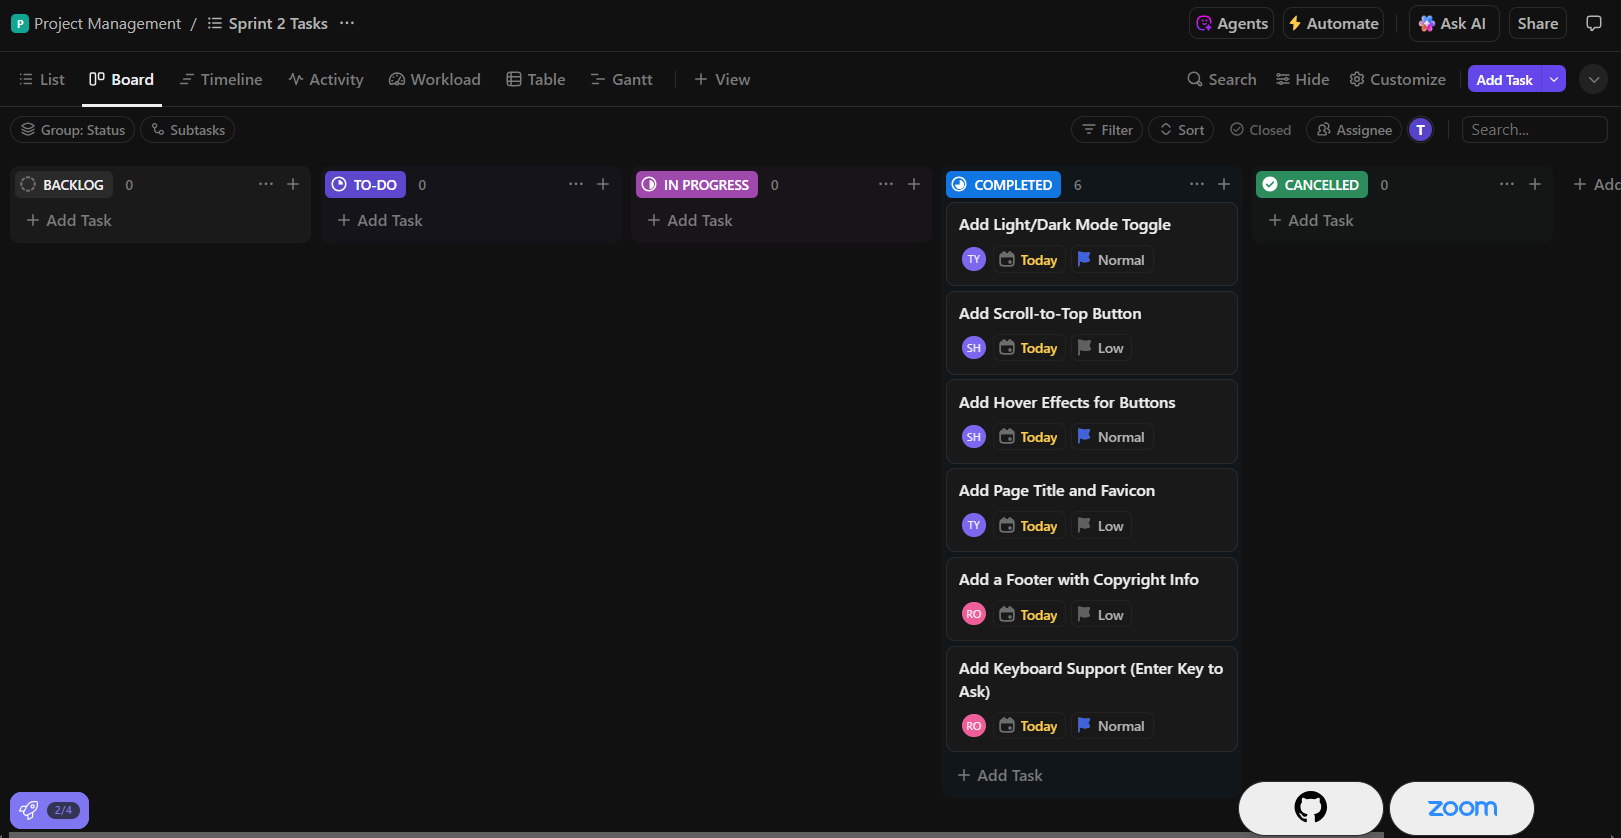 P Project Management / Sprint 2 Tasks ...
Agents Automate Ask AI Share
List Board Timeline Activity Workload Table Gantt + View
Search Hide Customize Add Task
Group: Status Subtasks
Filter Sort Closed Assignee T Search...
BACKLOG 0 ... +
+ Add Task
TO-DO 0 ... +
+ Add Task
IN PROGRESS 0 ... +
+ Add Task
COMPLETED 6 ... +
Add Light/Dark Mode Toggle
TY Today Normal
Add Scroll-to-Top Button
SH Today Low
Add Hover Effects for Buttons
SH Today Normal
Add Page Title and Favicon
TY Today Low
Add a Footer with Copyright Info
RO Today Low
Add Keyboard Support (Enter Key to
Ask)
RO Today Normal
+ Add Task
CANCELLED 0 ... +
+ Add Task
+ Add
2/4
zoom